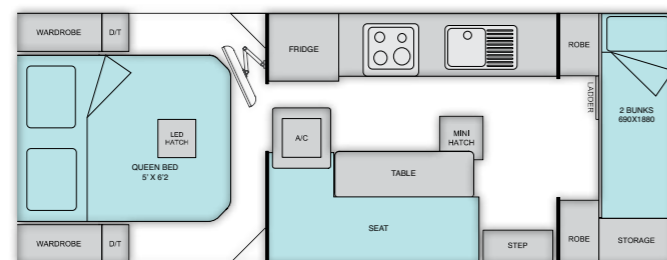 WARDROBE
D/T
FRIDGE
ROBE
LADDER
2 BUNKS
690X1880
LED
HATCH
QUEEN BED
5' X 6'2
A/C
MINI
HATCH
TABLE
SEAT
WARDROBE
D/T
STEP
ROBE
STORAGE